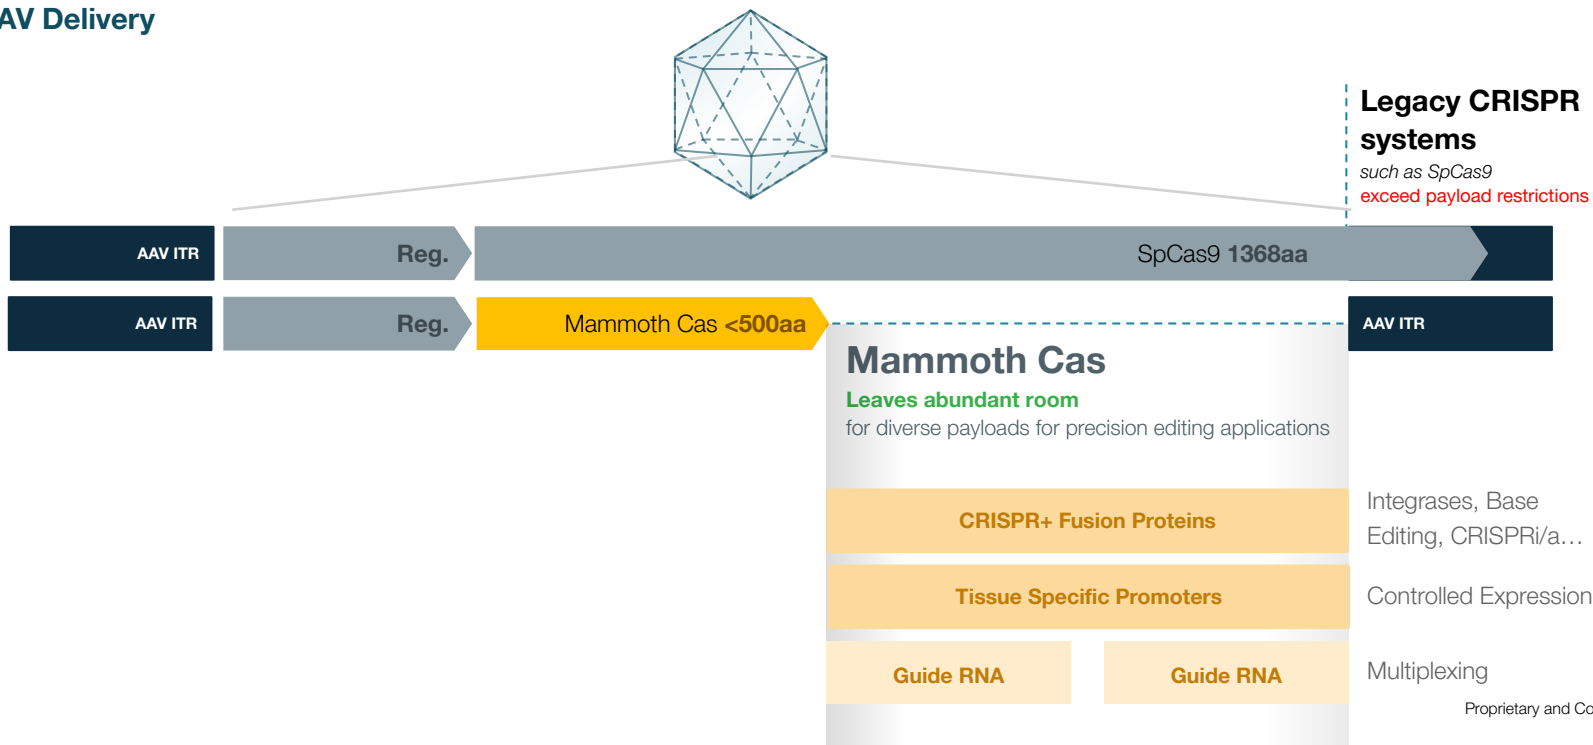 AV Delivery
Legacy CRISPR
systems
such as SpCas9
exceed payload restrictions
AAV ITR
Reg.
SpCas9 1368aa
AAV ITR
Reg.
Mammoth Cas <500aa
AAV ITR
Mammoth Cas
Leaves abundant room
for diverse payloads for precision editing applications
CRISPR+ Fusion Proteins
Integrases, Base
Editing, CRISPRi/a…
Tissue Specific Promoters
Controlled Expression
Guide RNA
Guide RNA
Multiplexing
Proprietary and Co